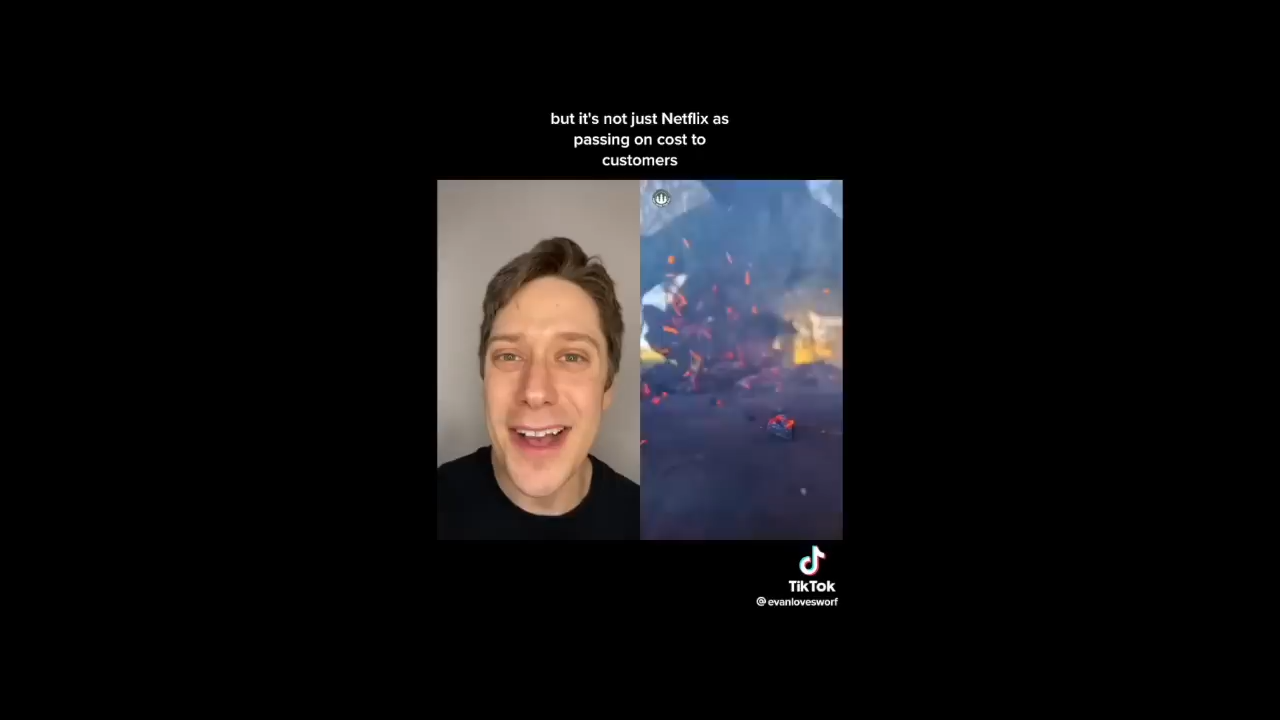 but it's not just Netflix as
passing on cost to
customers
TikTok
@evanlovesworf